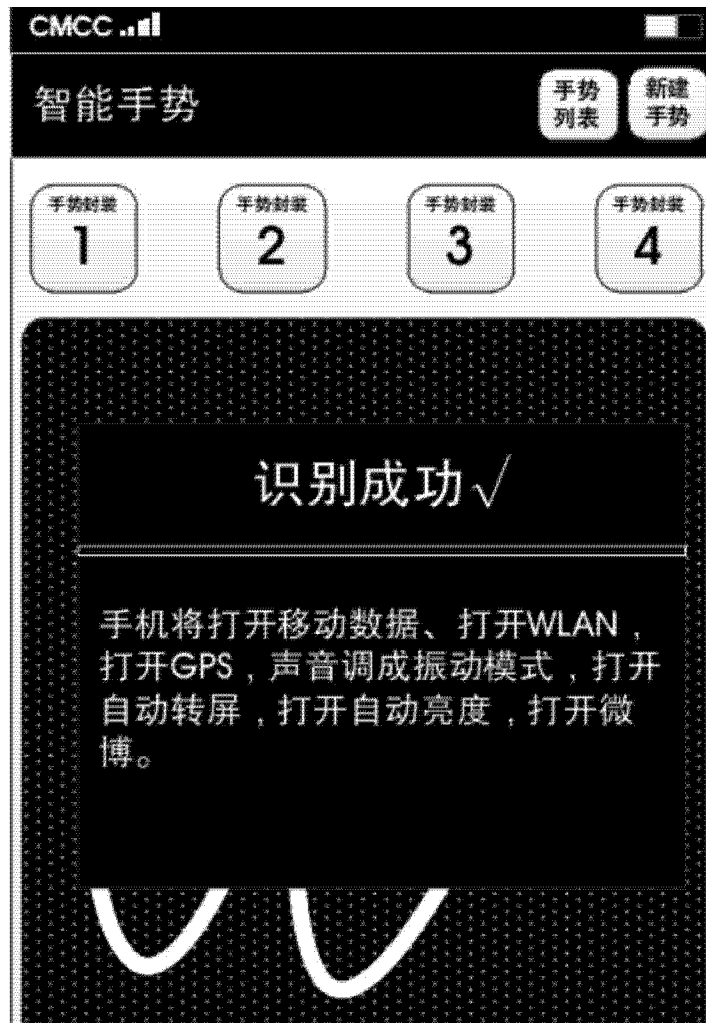 CMCC
智能手势
手势
列表
新建
手势
手势封装
1
手势封装
2
手势封装
3
手势封装
4
识别成功√
手机将打开移动数据、打开WLAN，
打开GPS，声音调成振动模式，打开
自动转屏，打开自动亮度，打开微
博。